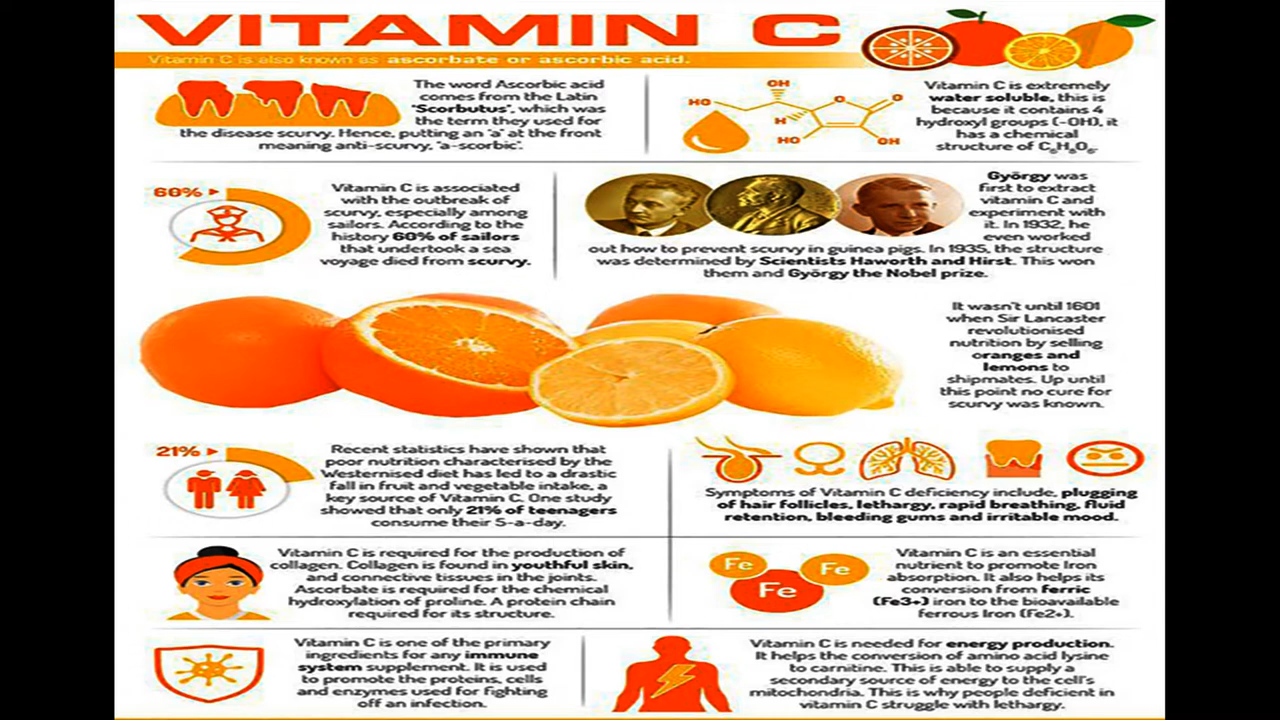 VITAMIN C
Vitamin C is also known as ascorbate or ascorbic acid.
The word Ascorbic acid
comes from the Latin
'Scorbutus', which was
the term they used for
the disease scurvy. Hence, putting an 'a' at the front
meaning anti-scurvy, 'a-scorbic'.
OH
HO
O
O
H
HO
OH
Vitamin C is extremely
water soluble, this is
because it contains 4
hydroxyl groups (-OH), it
has a chemical
structure of C₆H₈O₆.
60%
Vitamin C is associated
with the outbreak of
scurvy, especially among
sailors. According to the
history 60% of sailors
that undertook a sea
voyage died from scurvy.
György was
first to extract
vitamin C and
experiment with
it. In 1932, he
even worked
out how to prevent scurvy in guinea pigs. In 1935, the structure
was determined by Scientists Haworth and Hirst. This won
them and György the Nobel prize.
It wasn't until 1601
when Sir Lancaster
revolutionised
nutrition by selling
oranges and
lemons to
shipmates. Up until
this point no cure for
scurvy was known.
21%
Recent statistics have shown that
poor nutrition characterised by the
Westernised diet has led to a drastic
fall in fruit and vegetable intake, a
key source of Vitamin C. One study
showed that only 21% of teenagers
consume their 5-a-day.
Symptoms of Vitamin C deficiency include, plugging
of hair follicles, lethargy, rapid breathing, fluid
retention, bleeding gums and irritable mood.
Vitamin C is required for the production of
collagen. Collagen is found in youthful skin,
and connective tissues in the joints.
Ascorbate is required for the chemical
hydroxylation of proline. A protein chain
required for its structure.
Fe
Fe
Fe
Vitamin C is an essential
nutrient to promote Iron
absorption. It also helps its
conversion from ferric
(Fe3+) iron to the bioavailable
ferrous Iron (Fe2+).
Vitamin C is one of the primary
ingredients for any immune
system supplement. It is used
to promote the proteins, cells
and enzymes used for fighting
off an infection.
Vitamin C is needed for energy production.
It helps the conversion of amino acid lysine
to carnitine. This is able to supply a
secondary source of energy to the cell's
mitochondria. This is why people deficient in
vitamin C struggle with lethargy.